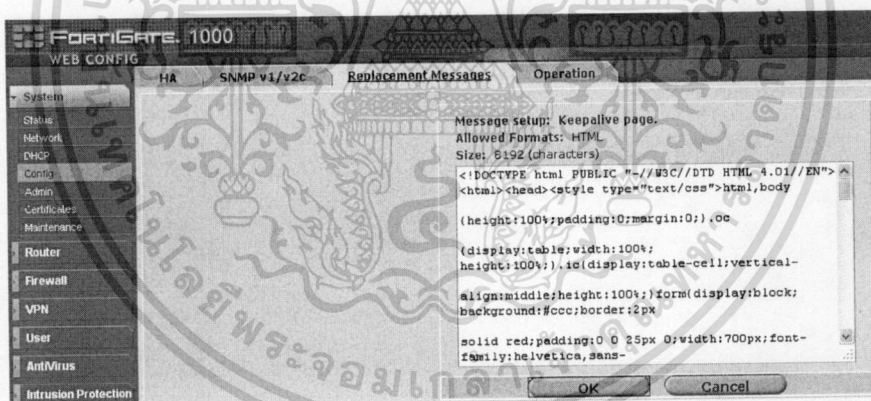 FORTIGATE. 1000
WEB CONFIG
HA SNMP v1/v2c Replacement Messages Operation
System
Status
Network
DHCP
Config
Admin
Certificates
Maintenance
Router
Firewall
VPN
User
AntiVirus
Intrusion Protection
Message setup: Keepalive page.
Allowed Formats: HTML
Size: 8192 (characters)
<!DOCTYPE html PUBLIC "-//W3C//DTD HTML 4.01//EN">
<html><head><style type="text/css">html,body
{height:100%;padding:0;margin:0;}.oc
{display:table;width:100%;
height:100%;}.ic{display:table-cell;vertical-
align:middle;height:100%;}form{display:block;
background:#ccc;border:2px
solid red;padding:0 0 25px 0;width:700px;font-
family:helvetica,sans-
OK Cancel